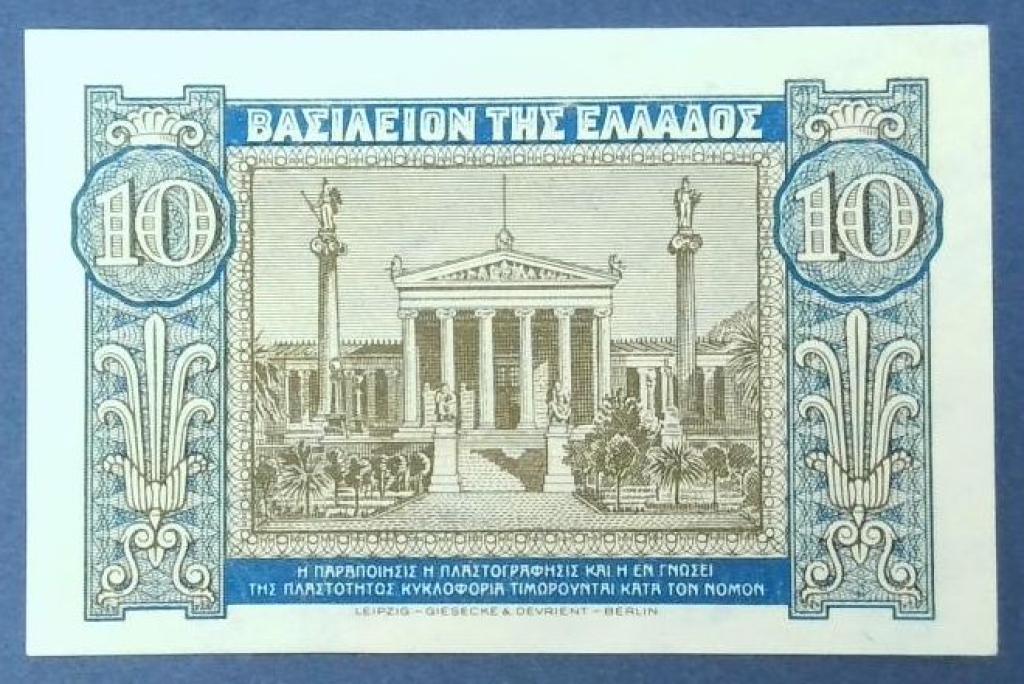 ΒΑΣΙΛΕΙΟΝ ΤΗΣ ΕΛΛΑΔΟΣ
10 10
Η ΠΑΡΑΠΟΙΗΣΙΣ Η ΠΛΑΣΤΟΓΡΑΦΗΣΙΣ ΚΑΙ Η ΕΝ ΓΝΩΣΕΙ
ΤΗΣ ΠΛΑΣΤΟΤΗΤΟΣ ΚΥΚΛΟΦΟΡΙΑ ΤΙΜΩΡΟΥΝΤΑΙ ΚΑΤΑ ΤΟΝ ΝΟΜΟΝ
LEIPZIG – GIESECKE & DEVRIENT – BERLIN